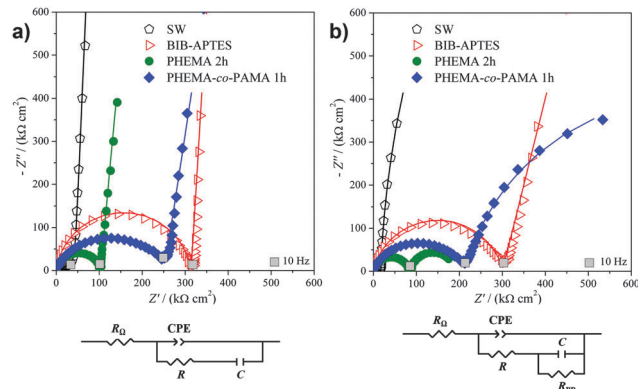 a)
SW
BIB-APTES
PHEMA 2h
PHEMA-co-PAMA 1h
- Z'' / (kΩ cm²)
600
500
400
300
200
100
0
0 100 200 300 400 500 600
Z' / (kΩ cm²)
10 Hz
RΩ CPE
R C
b)
SW
BIB-APTES
PHEMA 2h
PHEMA-co-PAMA 1h
- Z'' / (kΩ cm²)
600
500
400
300
200
100
0
0 100 200 300 400 500 600
Z' / (kΩ cm²)
10 Hz
RΩ CPE
C
R